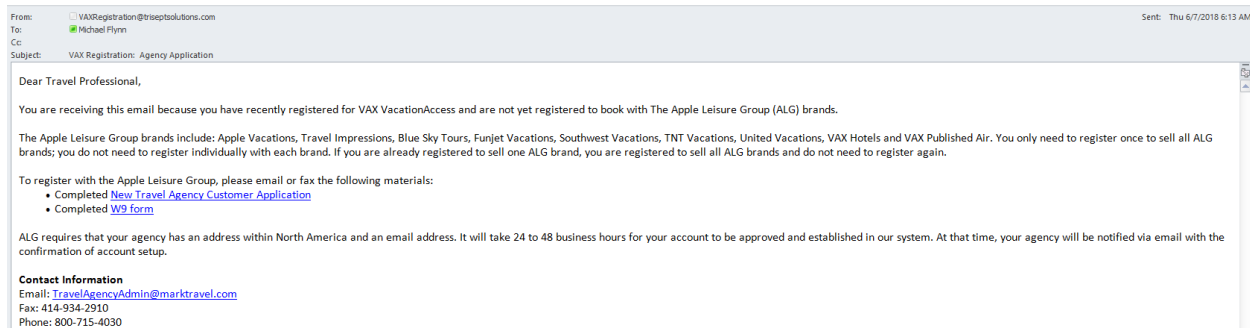 From: VAXRegistration@triseptsolutions.com Sent: Thu 6/7/2018 6:13 AM
To: Michael Flynn
Cc:
Subject: VAX Registration: Agency Application
Dear Travel Professional,
You are receiving this email because you have recently registered for VAX VacationAccess and are not yet registered to book with The Apple Leisure Group (ALG) brands.
The Apple Leisure Group brands include: Apple Vacations, Travel Impressions, Blue Sky Tours, Funjet Vacations, Southwest Vacations, TNT Vacations, United Vacations, VAX Hotels and VAX Published Air. You only need to register once to sell all ALG
brands; you do not need to register individually with each brand. If you are already registered to sell one ALG brand, you are registered to sell all ALG brands and do not need to register again.
To register with the Apple Leisure Group, please email or fax the following materials:
• Completed New Travel Agency Customer Application
• Completed W9 form
ALG requires that your agency has an address within North America and an email address. It will take 24 to 48 business hours for your account to be approved and established in our system. At that time, your agency will be notified via email with the
confirmation of account setup.
Contact Information
Email: TravelAgencyAdmin@marktravel.com
Fax: 414-934-2910
Phone: 800-715-4030